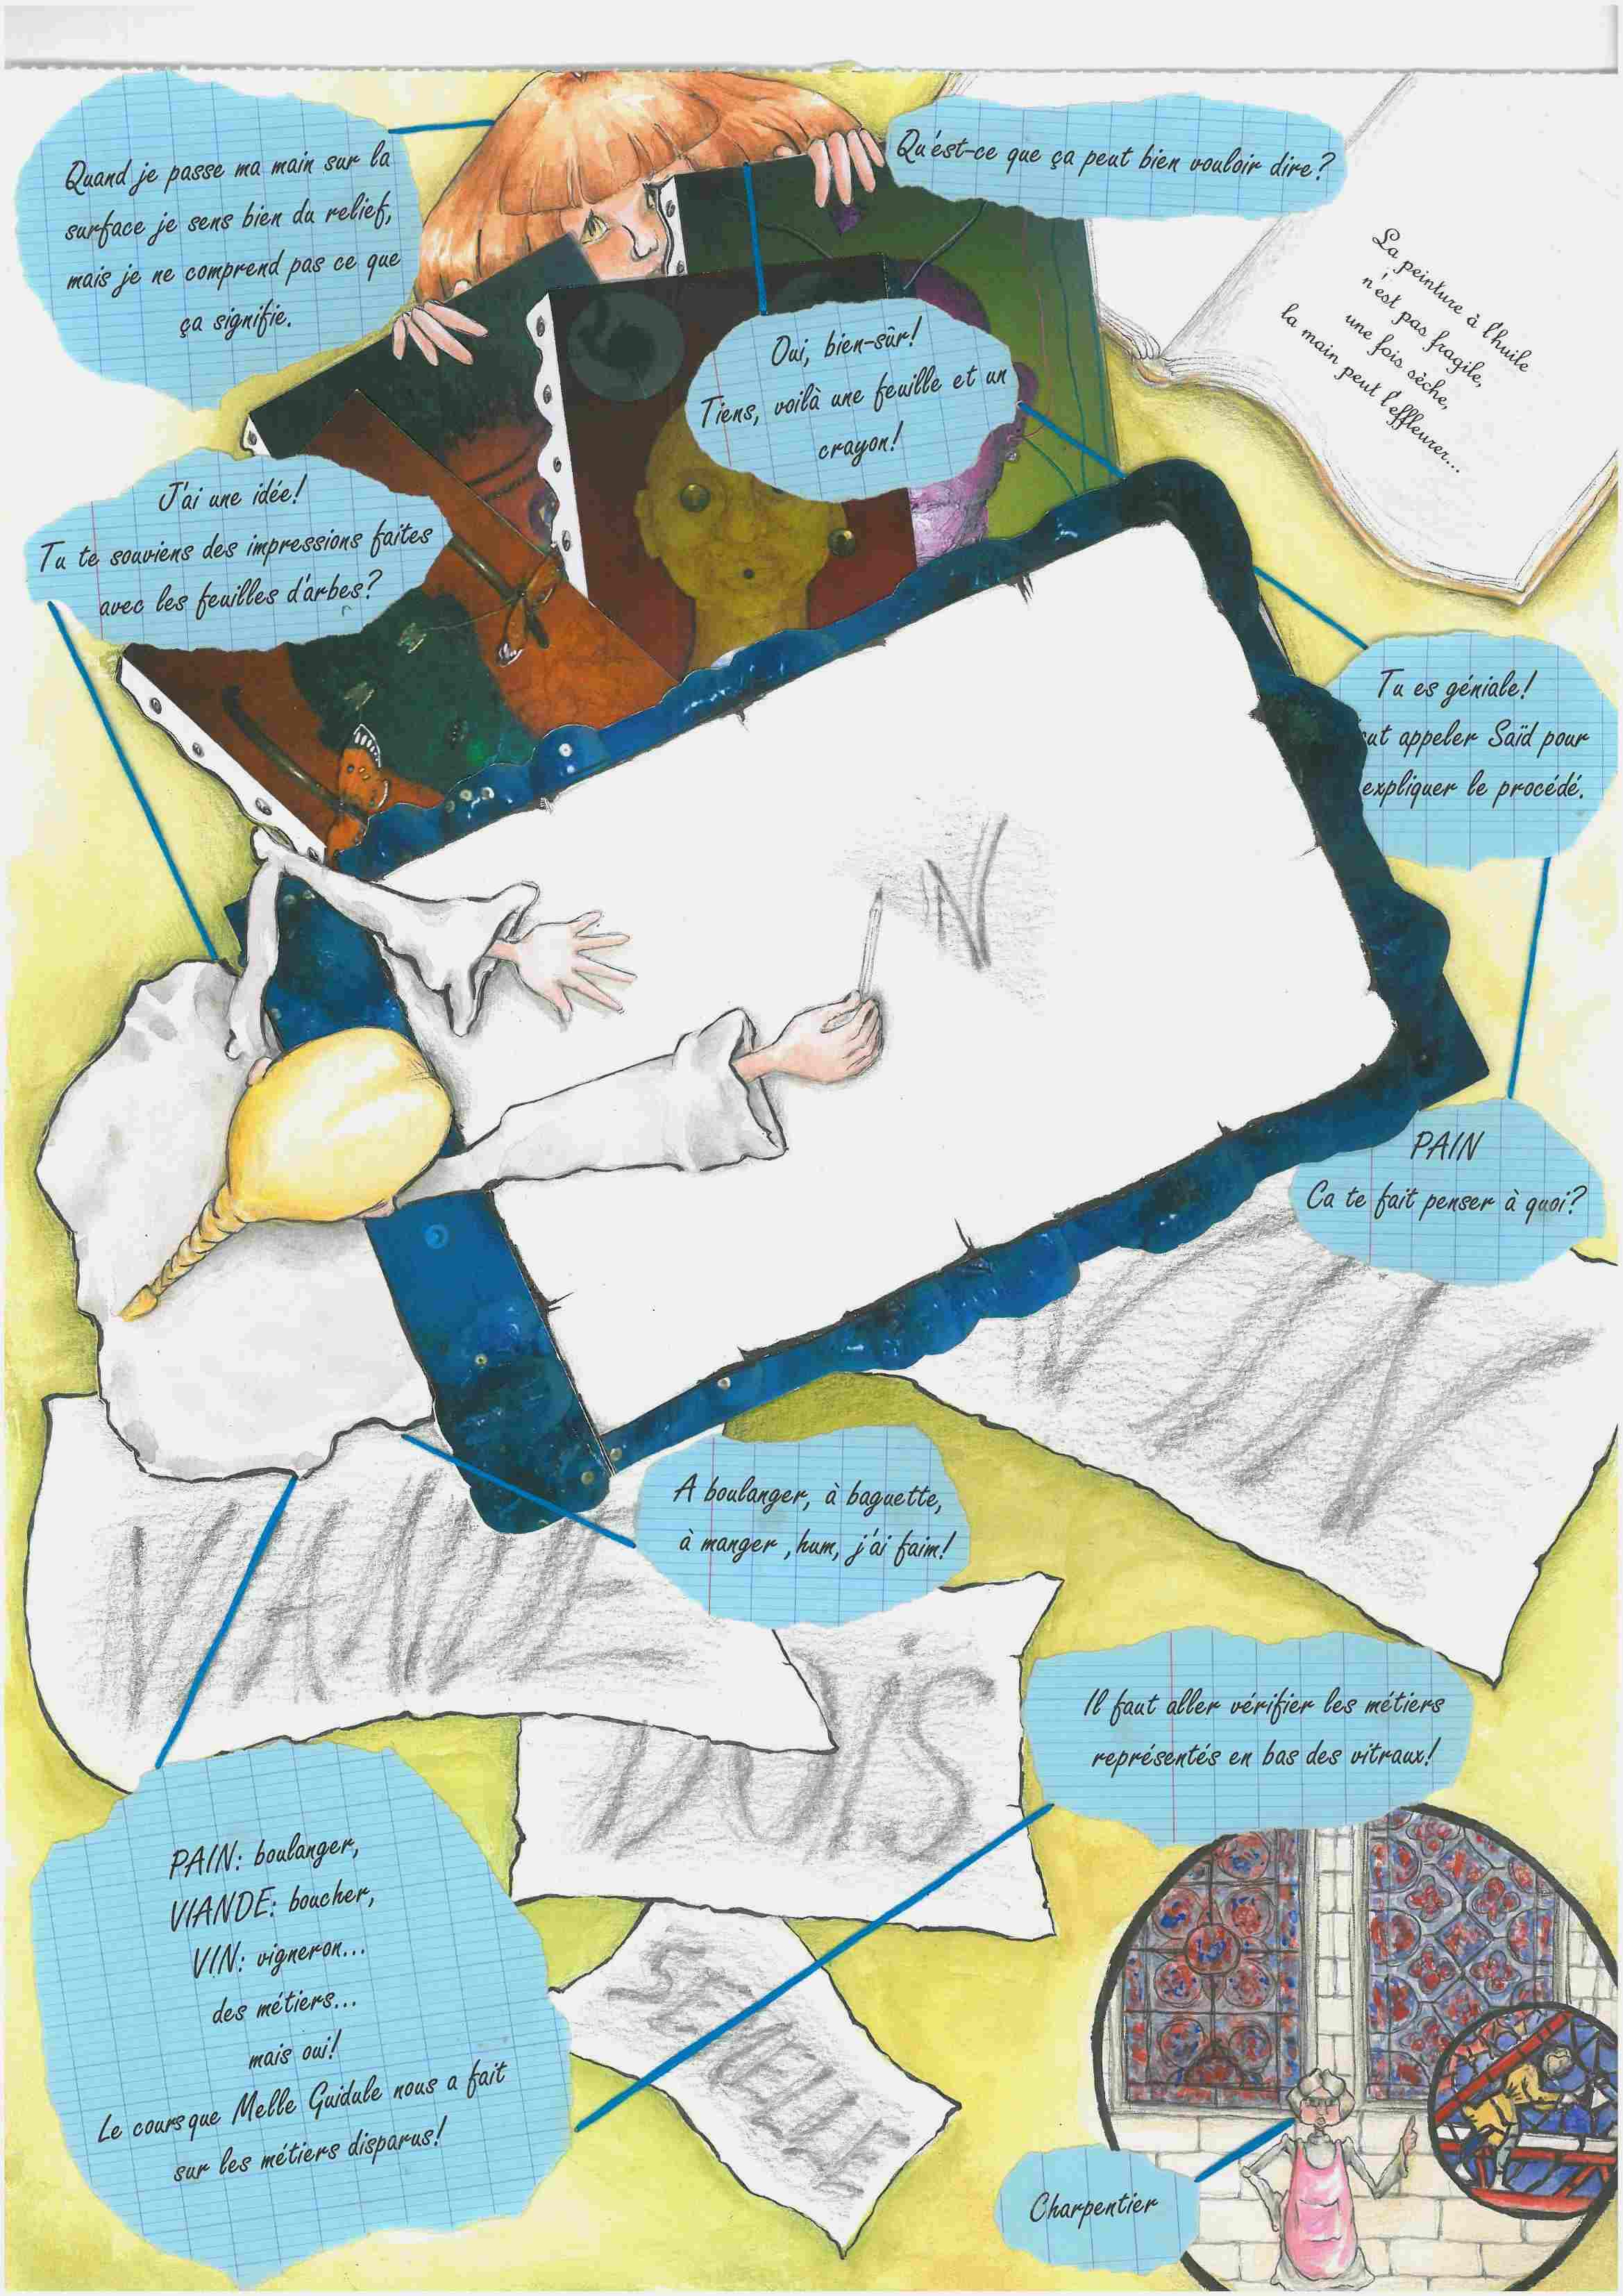 Quand je passe ma main sur la
surface je sens bien du relief,
mais je ne comprend pas ce que
ça signifie.
Qu'est-ce que ça peut bien vouloir dire?
La peinture à l'huile
n'est pas fragile,
une fois sèche,
la main peut l'effleurer...
Oui, bien-sûr!
Tiens, voilà une feuille et un
crayon!
J'ai une idée!
Tu te souviens des impressions faites
avec les feuilles d'arbes?
Tu es géniale!
appeler Saïd pour
expliquer le procédé.
N
PAIN
Ca te fait penser à quoi?
VIN
A boulanger, à baguette,
à manger ,hum, j'ai faim!
VIANDE
BOIS
Il faut aller vérifier les métiers
représentés en bas des vitraux!
PAIN: boulanger,
VIANDE: boucher,
VIN: vigneron...
des métiers...
mais oui!
Le cours que Melle Guidule nous a fait
sur les métiers disparus!
SEMELLE
Charpentier